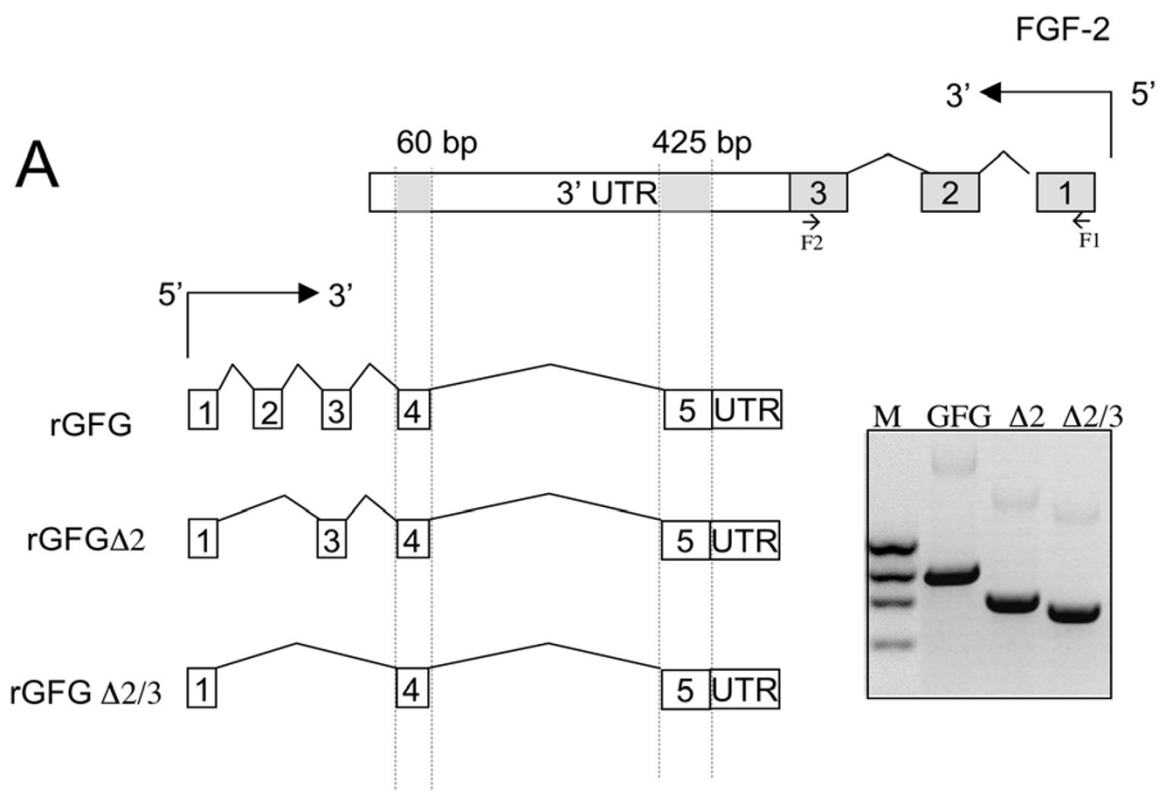 FGF-2
3’ 5’
A
60 bp 425 bp
3’ UTR 3 2 1
F2 F1
5’ 3’
rGFG 1 2 3 4 5 UTR
M GFG Δ2 Δ2/3
rGFGΔ2 1 3 4 5 UTR
rGFG Δ2/3 1 4 5 UTR